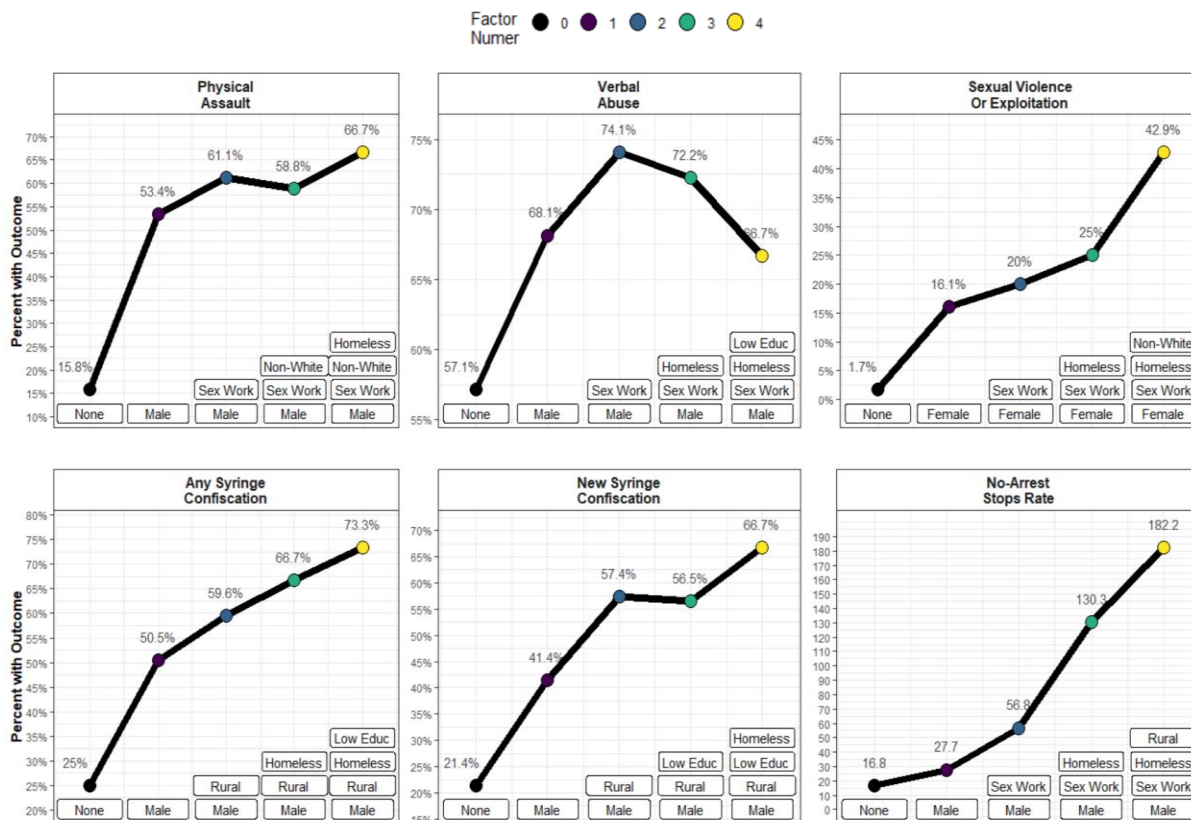 Factor
Numer
0 1 2 3 4
Physical
Assault
Percent with Outcome
70%
65%
60%
55%
50%
45%
40%
35%
30%
25%
20%
15%
10%
15.8%
53.4%
61.1%
58.8%
66.7%
Homeless
Non-White Non-White
Sex Work Sex Work Sex Work
None Male Male Male Male
Verbal
Abuse
75%
70%
65%
60%
55%
57.1%
68.1%
74.1%
72.2%
66.7%
Low Educ
Homeless Homeless
Sex Work Sex Work Sex Work
None Male Male Male Male
Sexual Violence
Or Exploitation
45%
40%
35%
30%
25%
20%
15%
10%
5%
0%
1.7%
16.1%
20%
25%
42.9%
Non-White
Homeless Homeless
Sex Work Sex Work Sex Work
None Female Female Female Female
Any Syringe
Confiscation
Percent with Outcome
80%
75%
70%
65%
60%
55%
50%
45%
40%
35%
30%
25%
20%
25%
50.5%
59.6%
66.7%
73.3%
Low Educ
Homeless Homeless
Rural Rural Rural
None Male Male Male Male
New Syringe
Confiscation
70%
65%
60%
55%
50%
45%
40%
35%
30%
25%
20%
15%
21.4%
41.4%
57.4%
56.5%
66.7%
Homeless
Low Educ Low Educ
Rural Rural Rural
None Male Male Male Male
No-Arrest
Stops Rate
190
180
170
160
150
140
130
120
110
100
90
80
70
60
50
40
30
20
10
0
16.8
27.7
56.8
130.3
182.2
Rural
Homeless Homeless
Sex Work Sex Work Sex Work
None Male Male Male Male